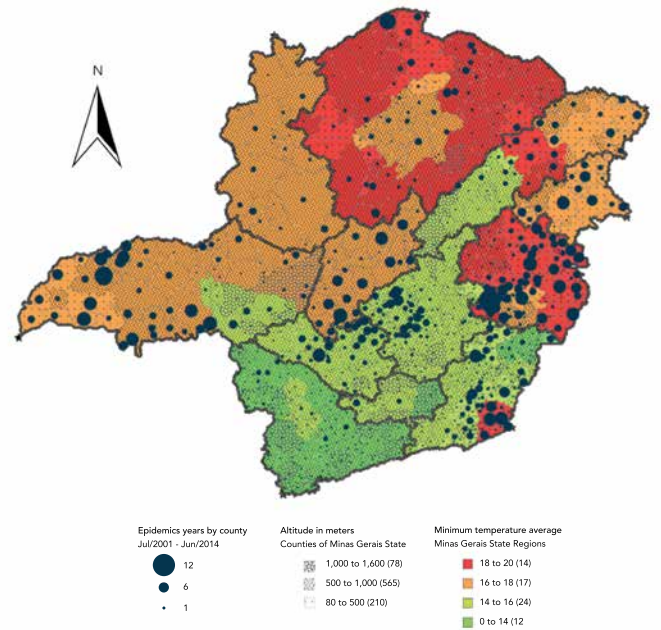 N
Epidemics years by county
Jul/2001 - Jun/2014
12
6
1
Altitude in meters
Counties of Minas Gerais State
1,000 to 1,600 (78)
500 to 1,000 (565)
80 to 500 (210)
Minimum temperature average
Minas Gerais State Regions
18 to 20 (14)
16 to 18 (17)
14 to 16 (24)
0 to 14 (12